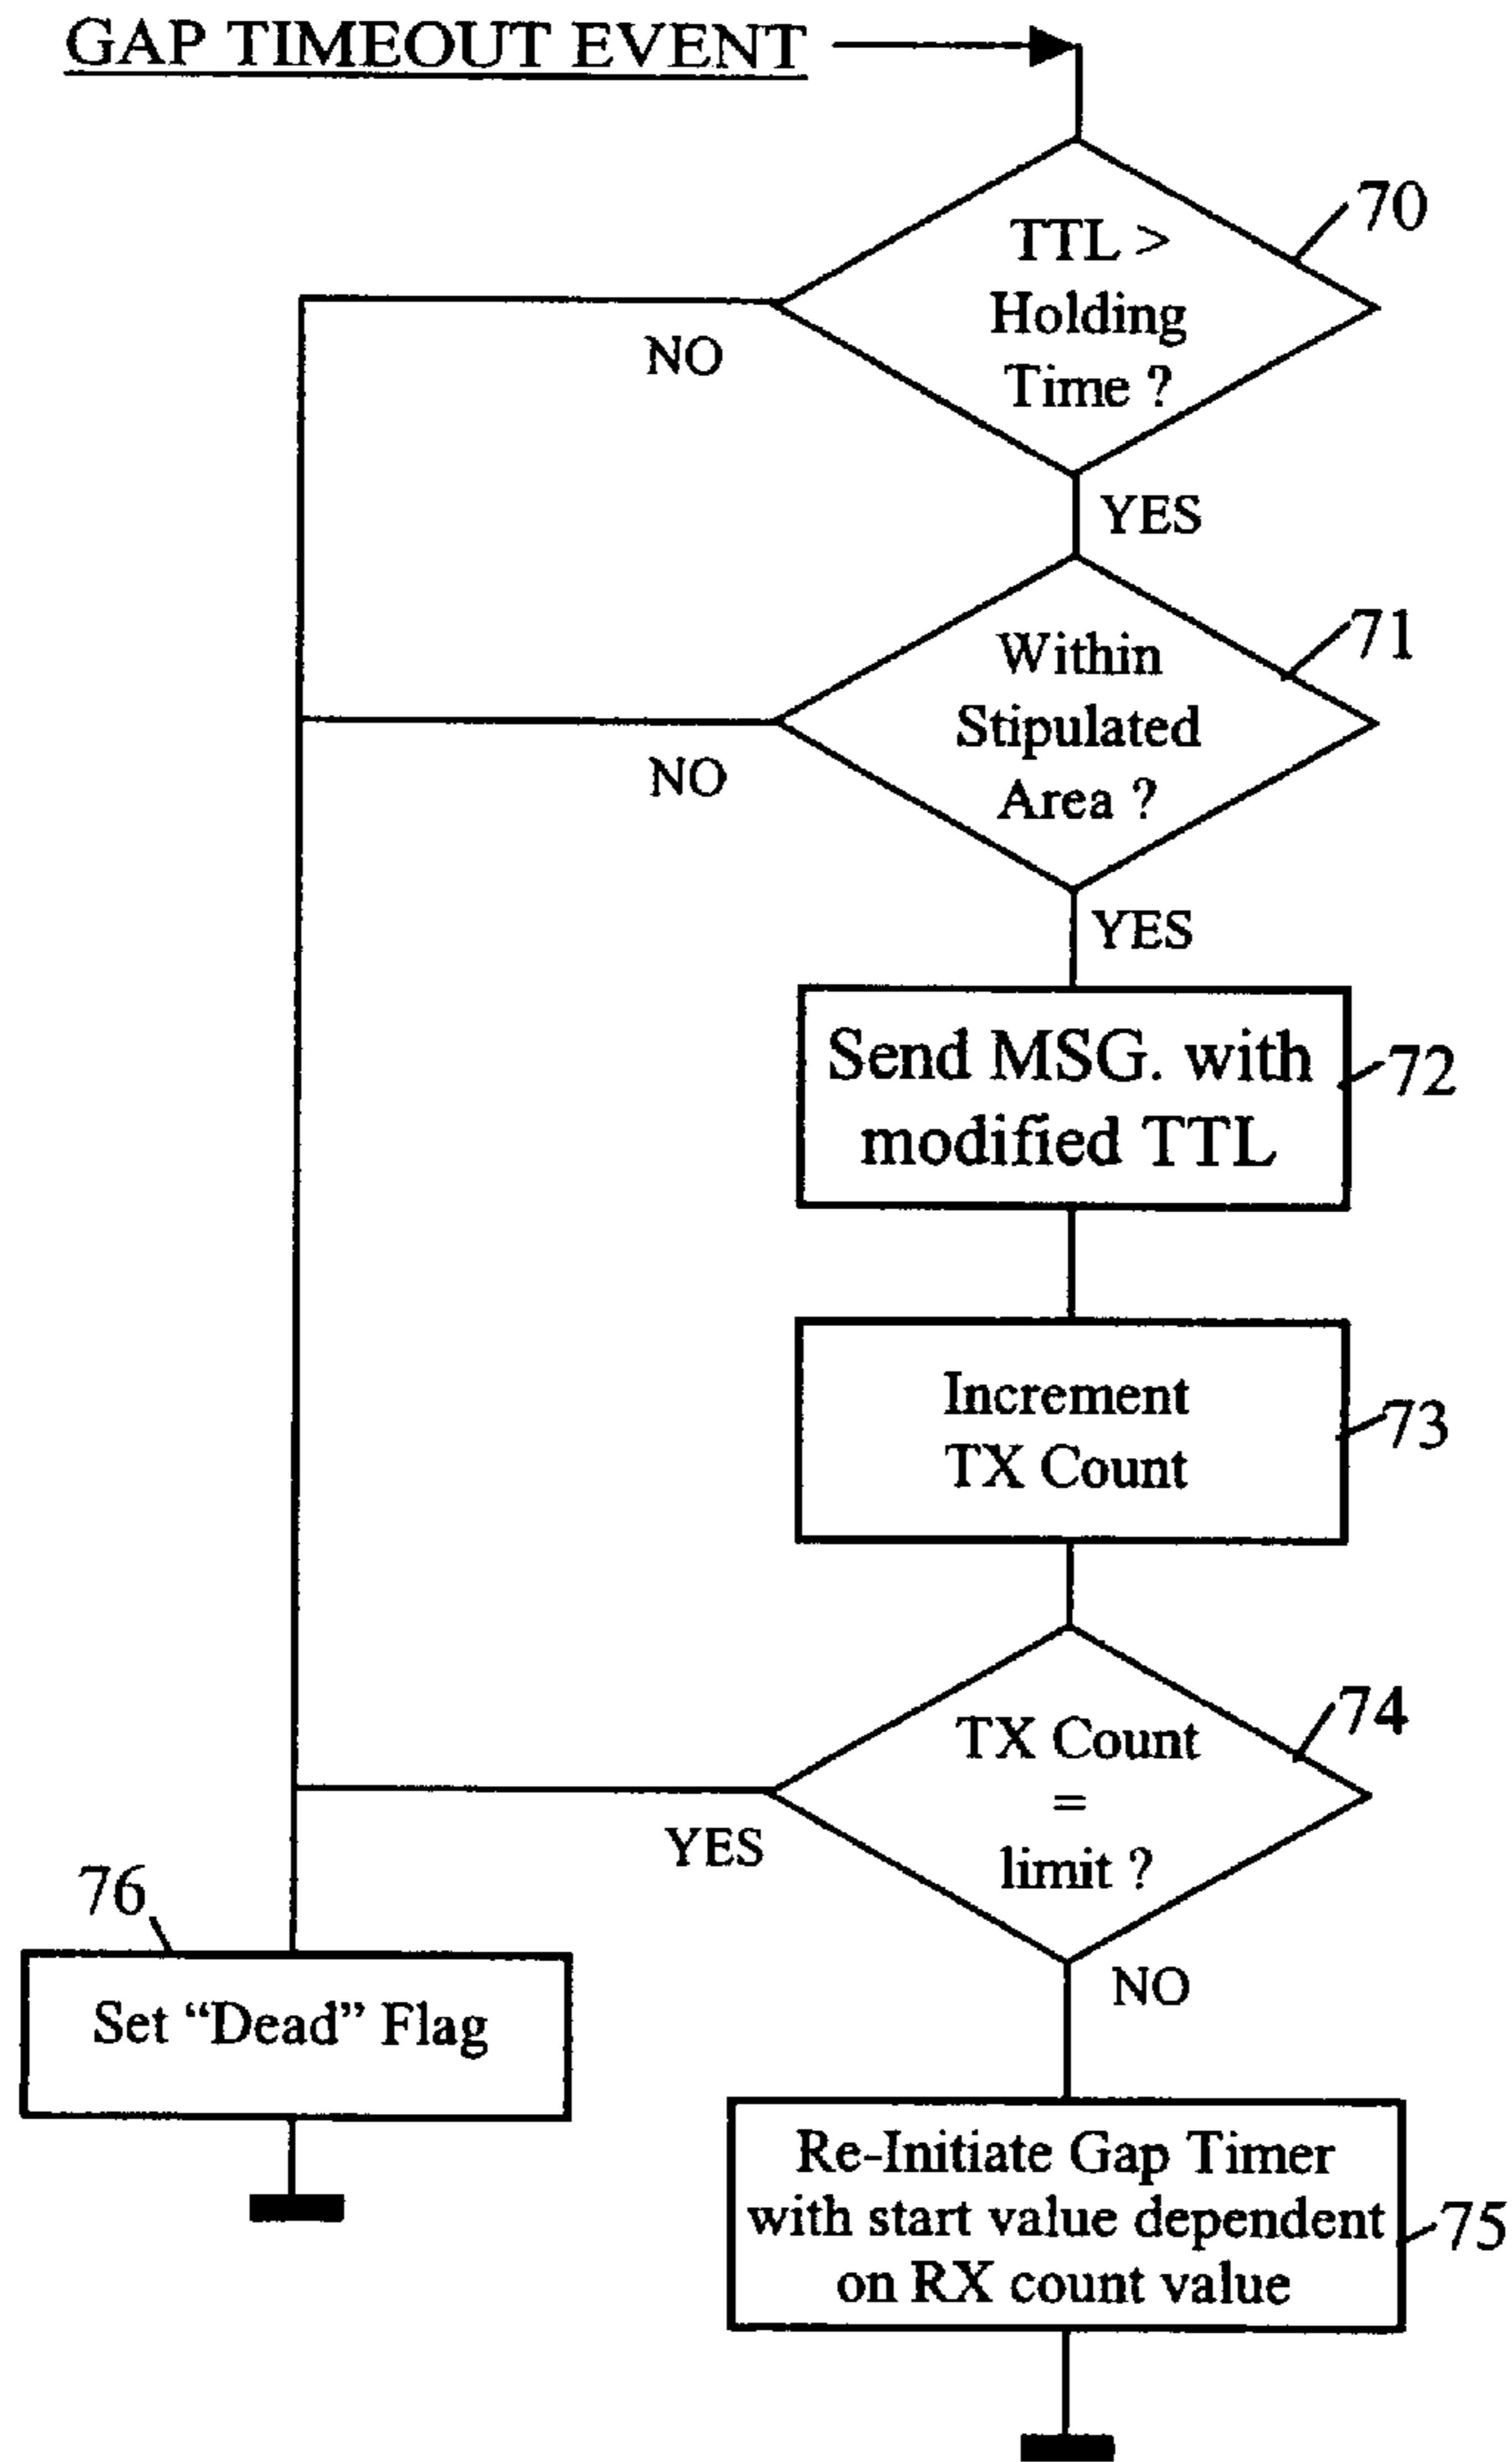 GAP TIMEOUT EVENT
70
TTL >
Holding
Time ?
NO
YES
71
Within
Stipulated
Area ?
NO
YES
Send MSG. with
modified TTL
72
Increment
TX Count
73
74
TX Count
=
limit ?
YES
76
NO
Set “Dead” Flag
Re-Initiate Gap Timer
with start value dependent
on RX count value
75